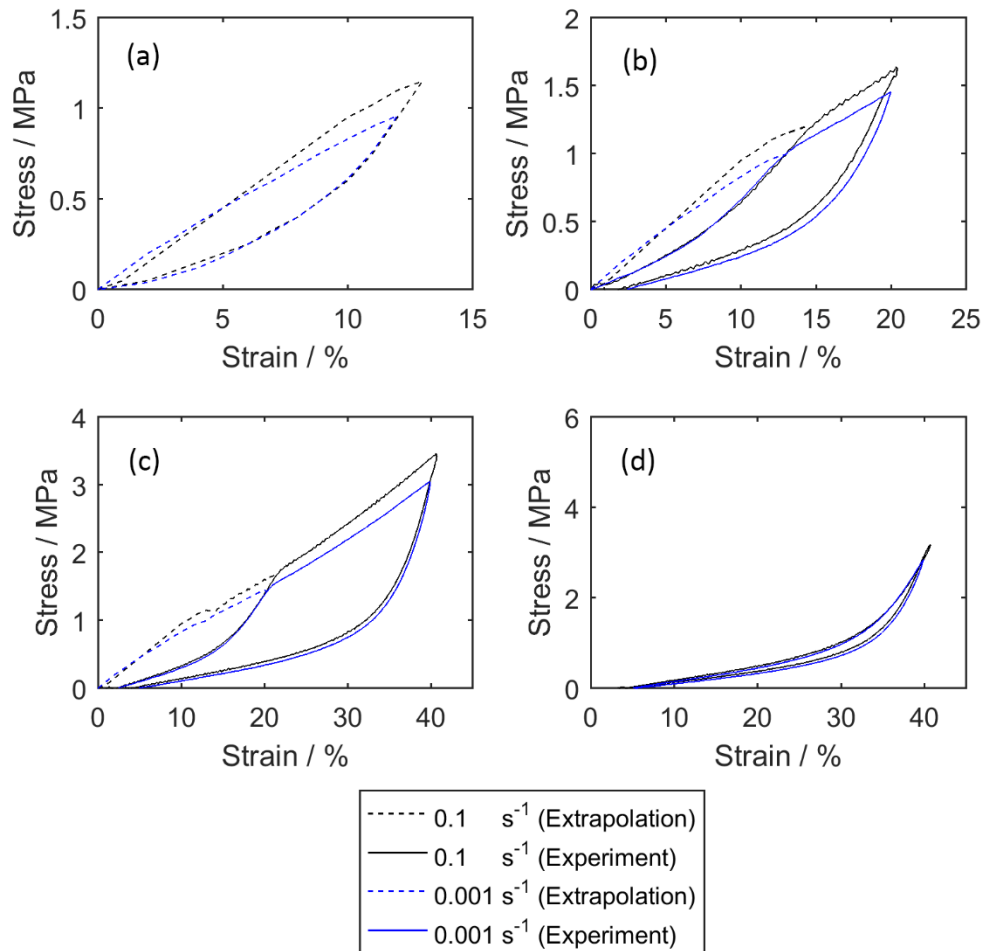 (a)
Stress / MPa
1.5
1
0.5
0
0 5 10 15
Strain / %
(b)
Stress / MPa
2
1.5
1
0.5
0
0 5 10 15 20 25
Strain / %
(c)
Stress / MPa
4
3
2
1
0
0 10 20 30 40
Strain / %
(d)
Stress / MPa
6
4
2
0
0 10 20 30 40
Strain / %
0.1 s-1 (Extrapolation)
0.1 s-1 (Experiment)
0.001 s-1 (Extrapolation)
0.001 s-1 (Experiment)